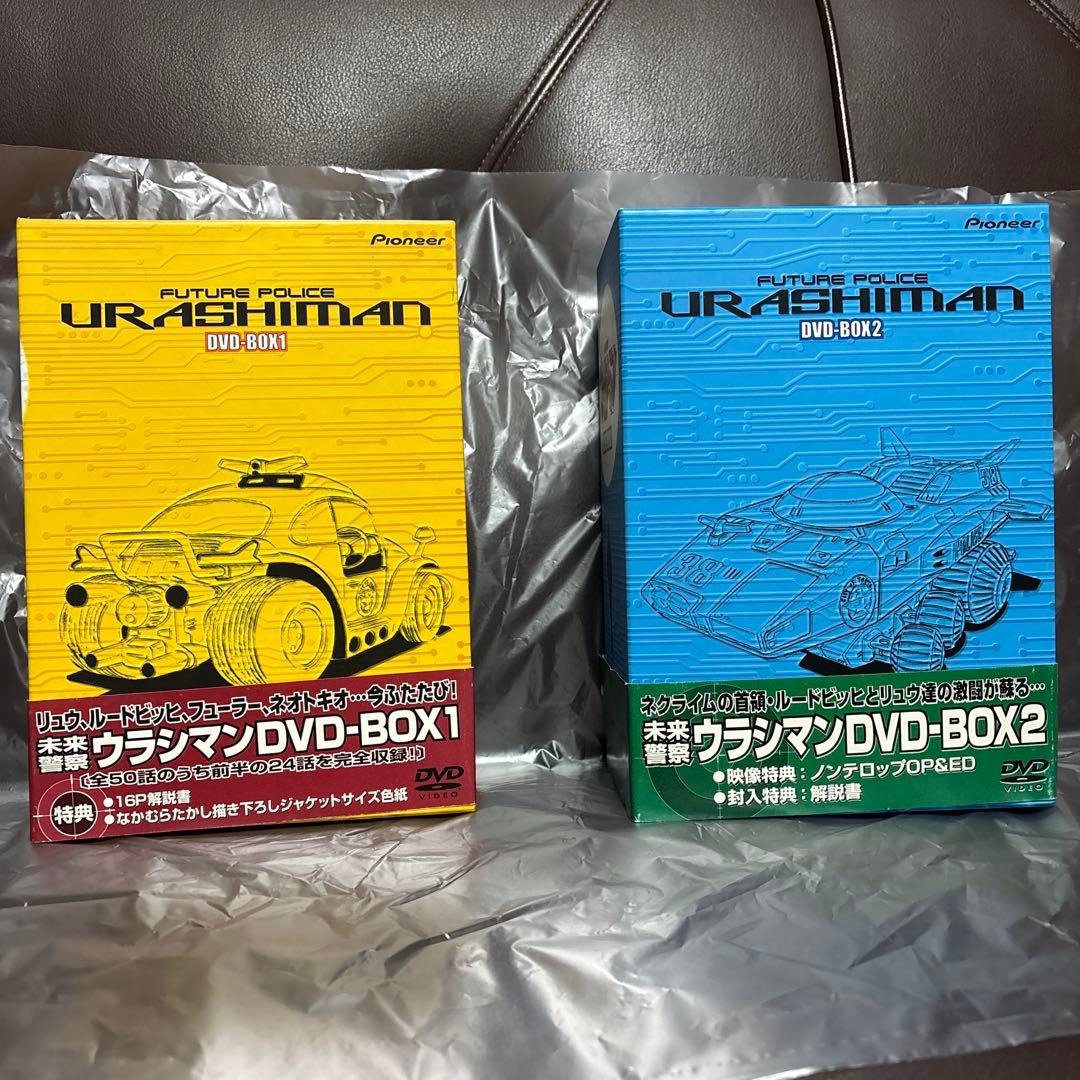 Pioneer
FUTURE POLICE
URASHIMAN
DVD-BOX1
リュウ、ルードビッヒ、フューラー、ネオトキオ…今ふたたび!
未来警察 ウラシマンDVD-BOX1
〔全50話のうち前半の24話を完全収録!〕
特典
●16P解説書
●なかむらたかし描き下ろしジャケットサイズ色紙
DVD
VIDEO
Pioneer
FUTURE POLICE
URASHIMAN
DVD-BOX2
38
38
POLICE
ネクライムの首領・ルードビッヒとリュウ達の激闘が蘇る…
未来警察 ウラシマンDVD-BOX2
●映像特典:ノンテロップOP&ED
●封入特典:解説書
DVD
VIDEO